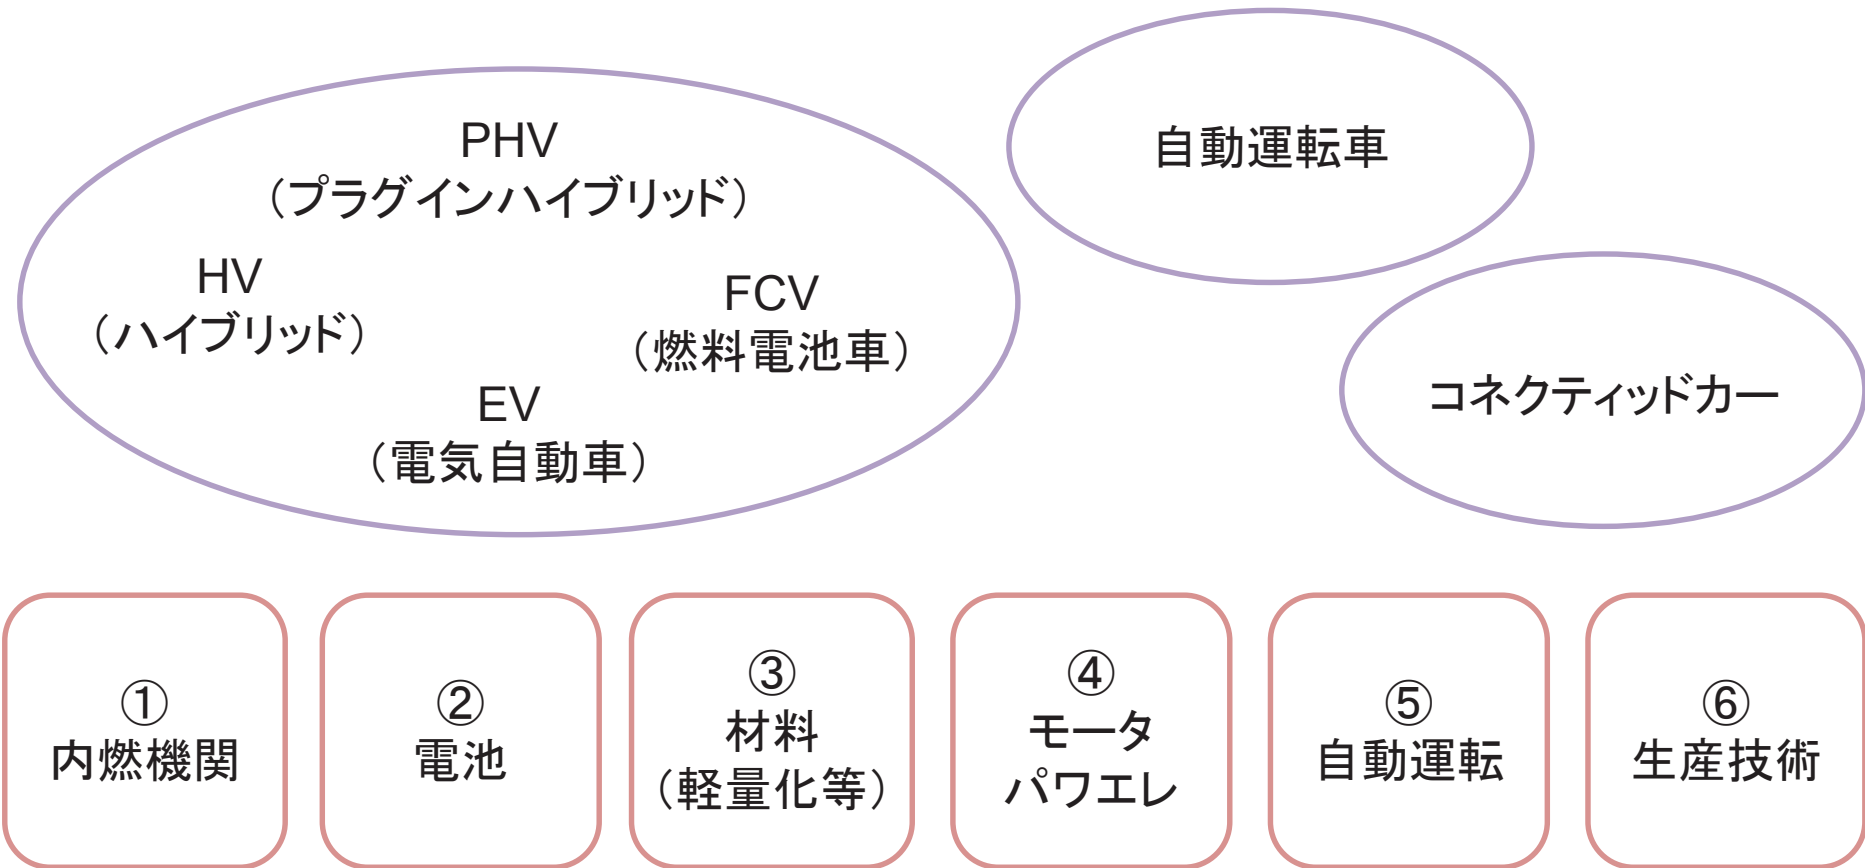 PHV
（プラグインハイブリッド）
HV
（ハイブリッド）
FCV
（燃料電池車）
EV
（電気自動車）
自動運転車
コネクティッドカー
①
内燃機関
②
電池
③
材料
（軽量化等）
④
モータ
パワエレ
⑤
自動運転
⑥
生産技術